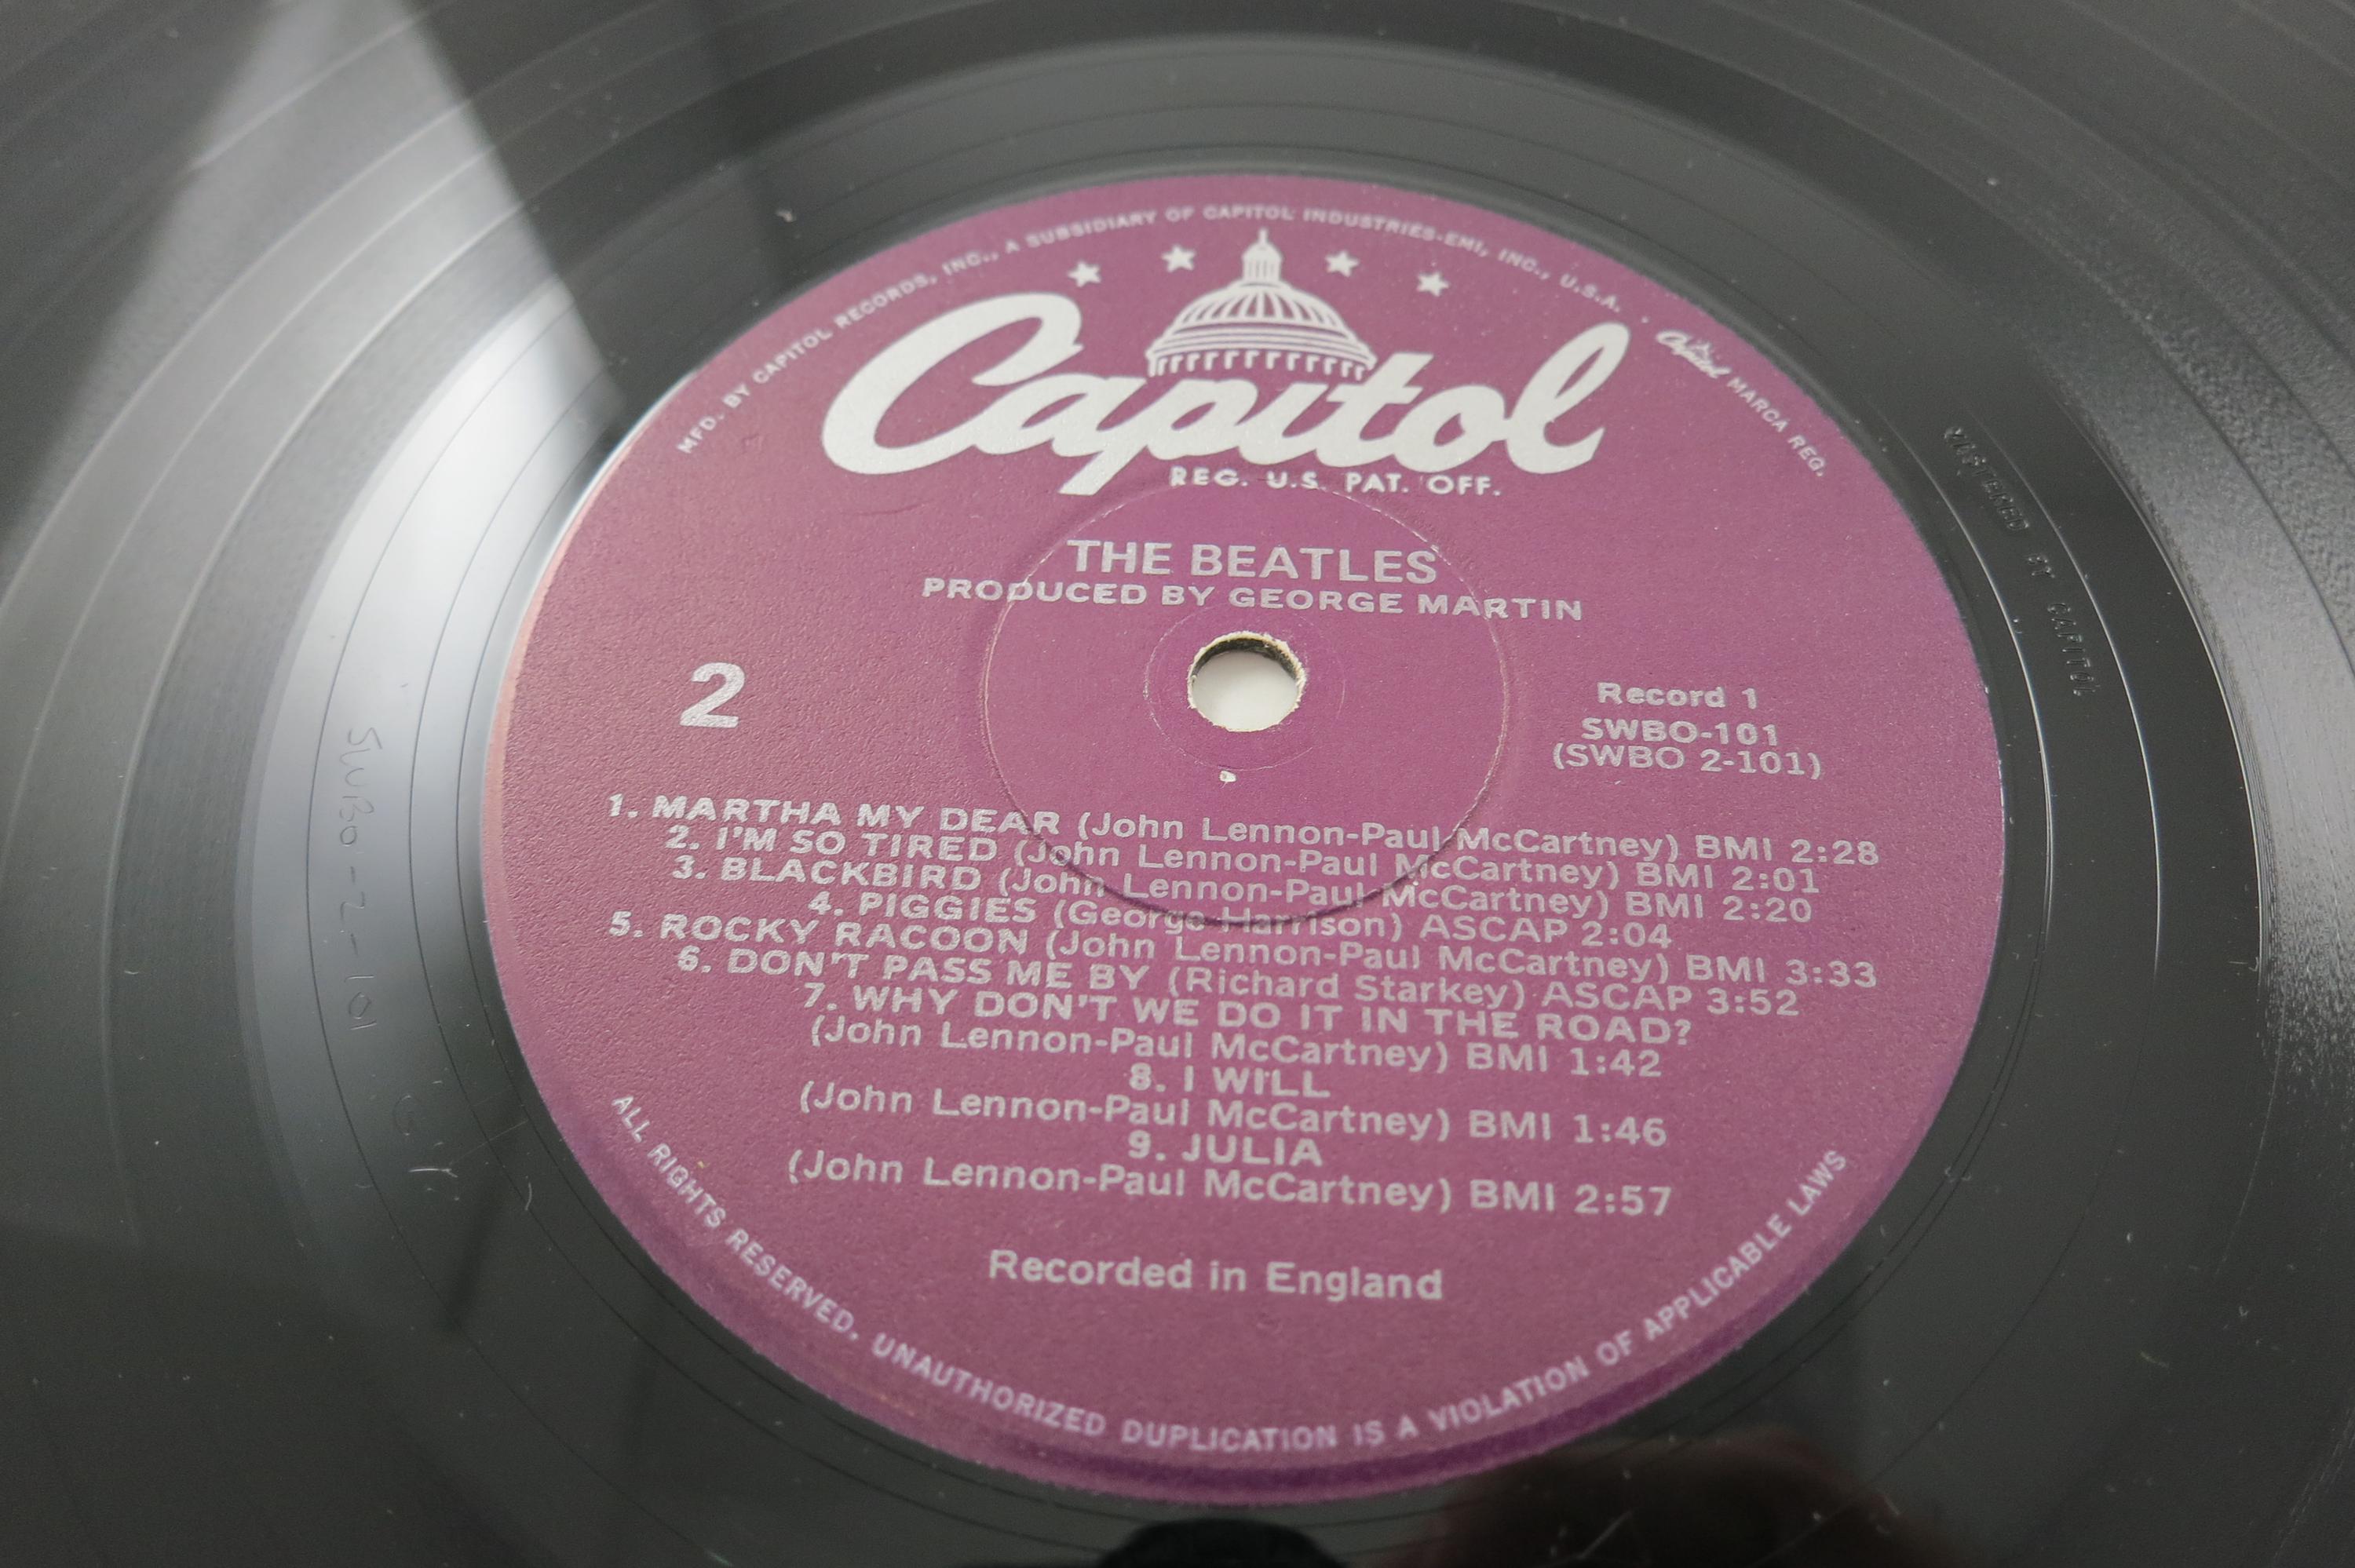 MFD. BY CAPITOL RECORDS, INC., A SUBSIDIARY OF CAPITOL INDUSTRIES-EMI, INC., U.S.A. · Capitol MARCA REG.
Capitol
REG. U.S. PAT. OFF.
THE BEATLES
PRODUCED BY GEORGE MARTIN
2
Record 1
SWBO-101
(SWBO 2-101)
1. MARTHA MY DEAR (John Lennon-Paul McCartney) BMI 2:28
2. I'M SO TIRED (John Lennon-Paul McCartney) BMI 2:01
3. BLACKBIRD (John Lennon-Paul McCartney) BMI 2:20
4. PIGGIES (George Harrison) ASCAP 2:04
5. ROCKY RACOON (John Lennon-Paul McCartney) BMI 3:33
6. DON'T PASS ME BY (Richard Starkey) ASCAP 3:52
7. WHY DON'T WE DO IT IN THE ROAD?
(John Lennon-Paul McCartney) BMI 1:42
8. I WILL
(John Lennon-Paul McCartney) BMI 1:46
9. JULIA
(John Lennon-Paul McCartney) BMI 2:57
Recorded in England
ALL RIGHTS RESERVED. UNAUTHORIZED DUPLICATION IS A VIOLATION OF APPLICABLE LAWS
SWBO-2-101
MASTERED BY CAPITOL